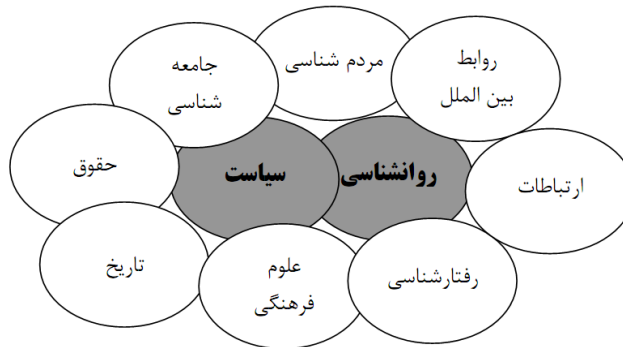 روابط
بین الملل
مردم شناسی
جامعه
شناسی
ارتباطات
روانشناسی
سیاست
حقوق
رفتارشناسی
علوم
فرهنگی
تاریخ